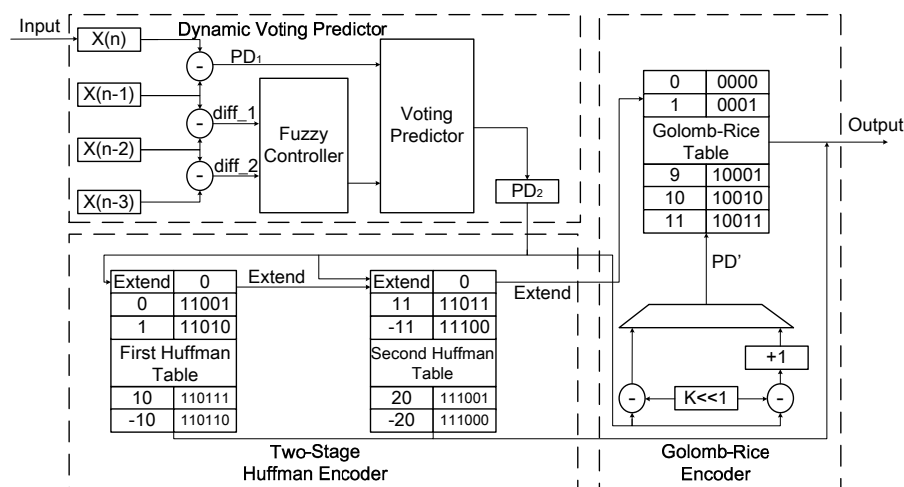 Input
Dynamic Voting Predictor
X(n)
X(n-1)
X(n-2)
X(n-3)
-
-
-
PD1
diff_1
diff_2
Fuzzy
Controller
Voting
Predictor
PD2
Extend 0
0 11001
1 11010
First Huffman
Table
10 110111
-10 110110
Extend
Extend 0
11 11011
-11 11100
Second Huffman
Table
20 111001
-20 111000
Extend
Two-Stage
Huffman Encoder
0 0000
1 0001
Golomb-Rice
Table
9 10001
10 10010
11 10011
Output
PD'
+1
-
K<<1
-
Golomb-Rice
Encoder